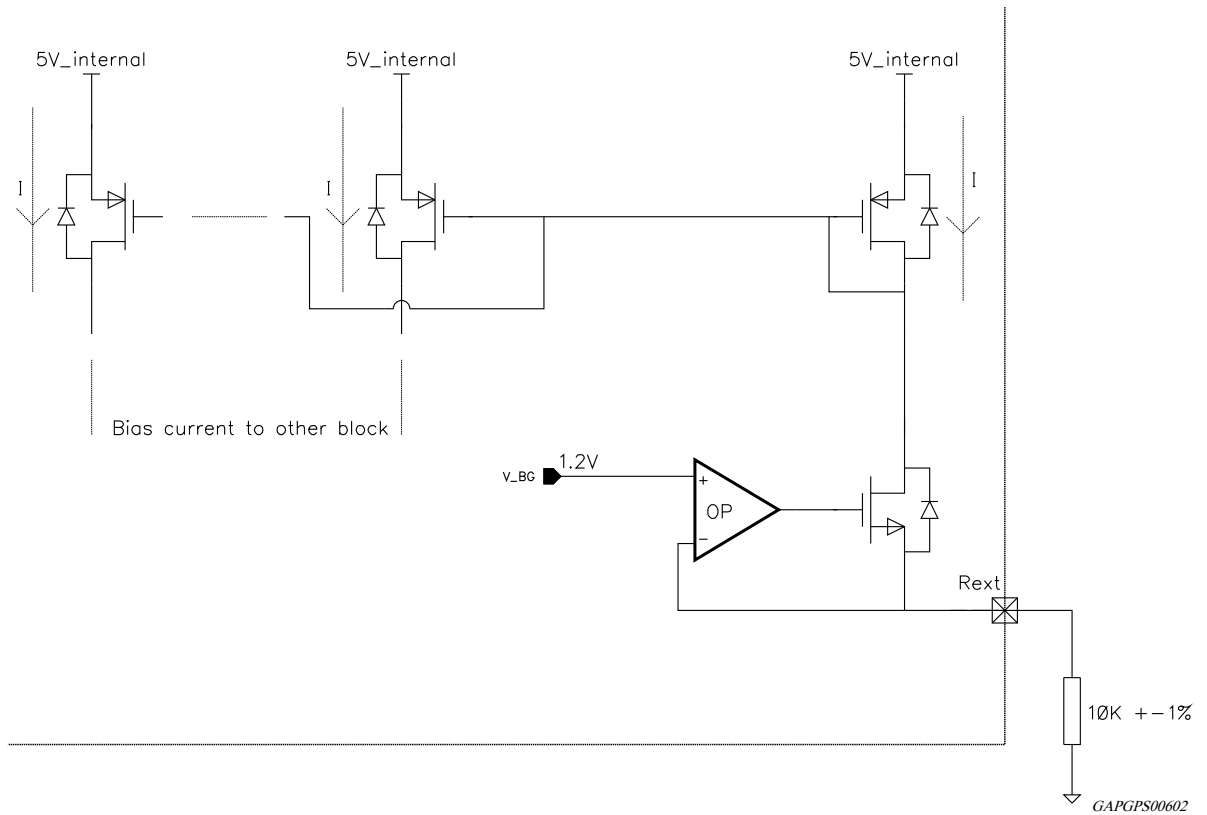 5V_internal 5V_internal 5V_internal
I I I
Bias current to other block
V_BG 1.2V
+
OP
−
Rext
10K +-1%
GAPGPS00602